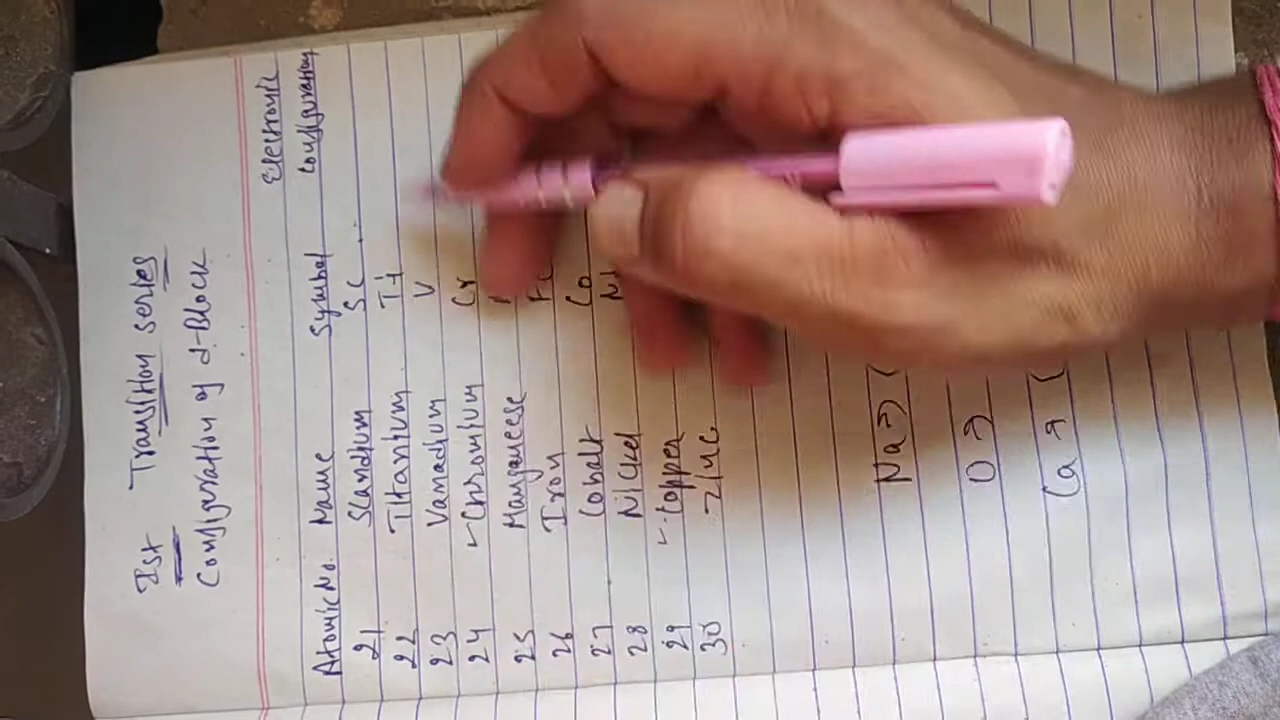 Ist Transition series
Configuration of d-Block
Atomic No. Name Symbol Electronic Configuration
21 Scandium Sc
22 Titanium Ti
23 Vanadium V
24 Chromium Cr
25 Manganese
26 Iron Fe
27 Cobalt Co
28 Nickel Ni
29 Copper
30 Zinc
Na → (
O →
Ca → (